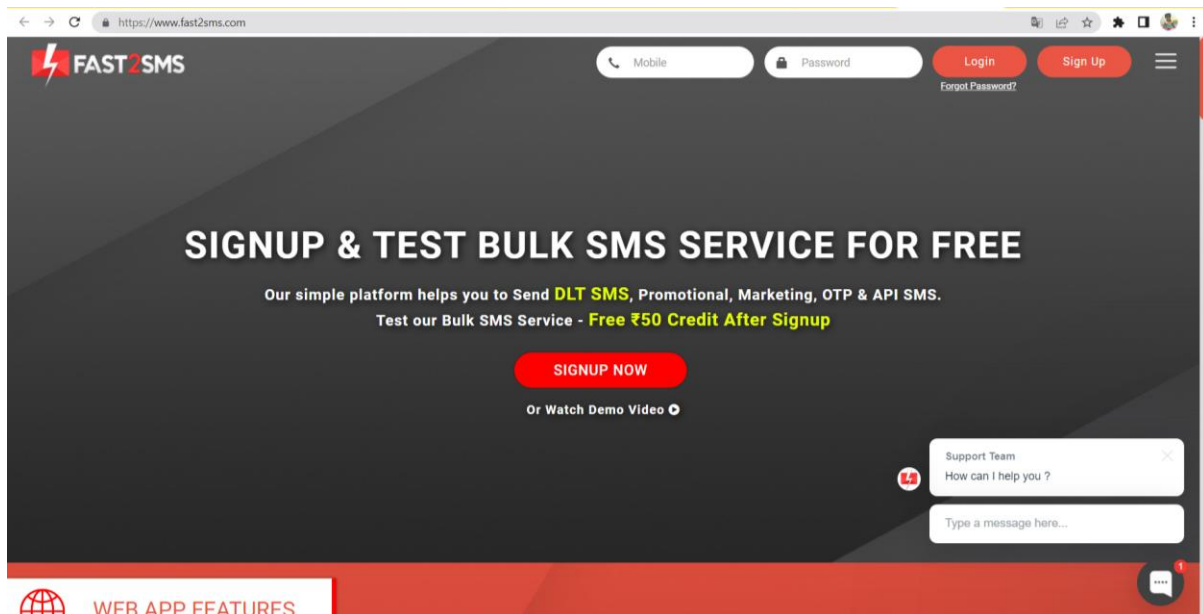 https://www.fast2sms.com
FAST2SMS
Mobile
Password
Login
Sign Up
Forgot Password?
SIGNUP & TEST BULK SMS SERVICE FOR FREE
Our simple platform helps you to Send DLT SMS, Promotional, Marketing, OTP & API SMS.
Test our Bulk SMS Service - Free ₹50 Credit After Signup
SIGNUP NOW
Or Watch Demo Video
Support Team
How can I help you ?
Type a message here...
1
WEB APP FEATURES